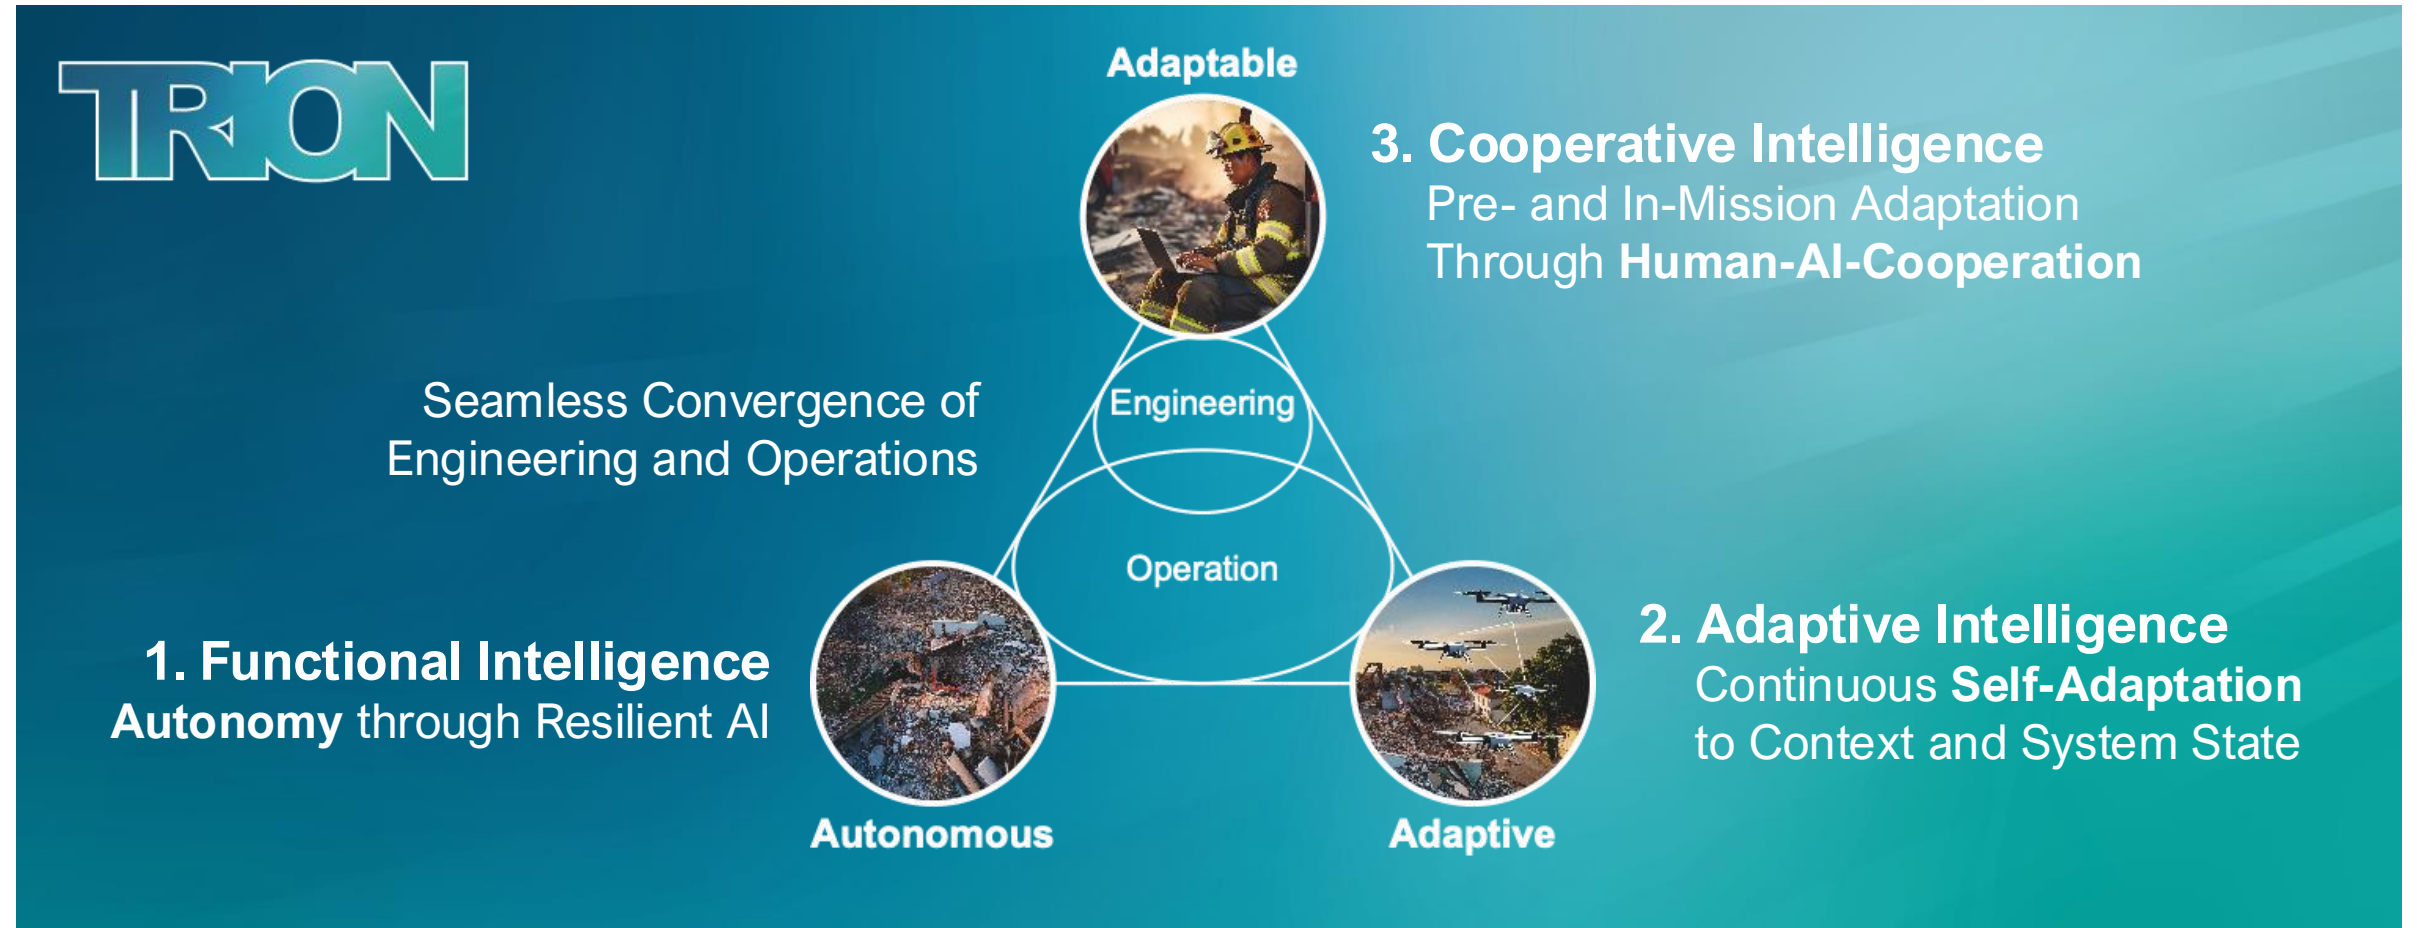 TRION
Adaptable
3. Cooperative Intelligence
Pre- and In-Mission Adaptation
Through Human-AI-Cooperation
Seamless Convergence of
Engineering and Operations
Engineering
Operation
1. Functional Intelligence
Autonomy through Resilient AI
2. Adaptive Intelligence
Continuous Self-Adaptation
to Context and System State
Autonomous
Adaptive